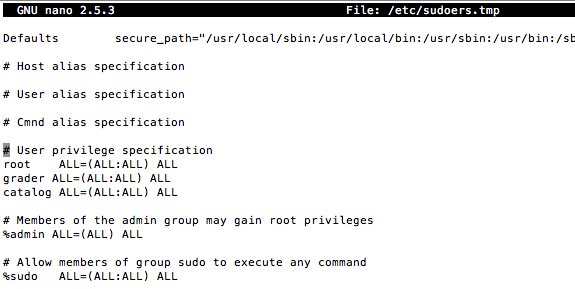 GNU nano 2.5.3 File: /etc/sudoers.tmp
Defaults secure_path="/usr/local/sbin:/usr/local/bin:/usr/sbin:/usr/bin:/sb
# Host alias specification
# User alias specification
# Cmnd alias specification
# User privilege specification
root ALL=(ALL:ALL) ALL
grader ALL=(ALL:ALL) ALL
catalog ALL=(ALL:ALL) ALL
# Members of the admin group may gain root privileges
%admin ALL=(ALL) ALL
# Allow members of group sudo to execute any command
%sudo ALL=(ALL:ALL) ALL